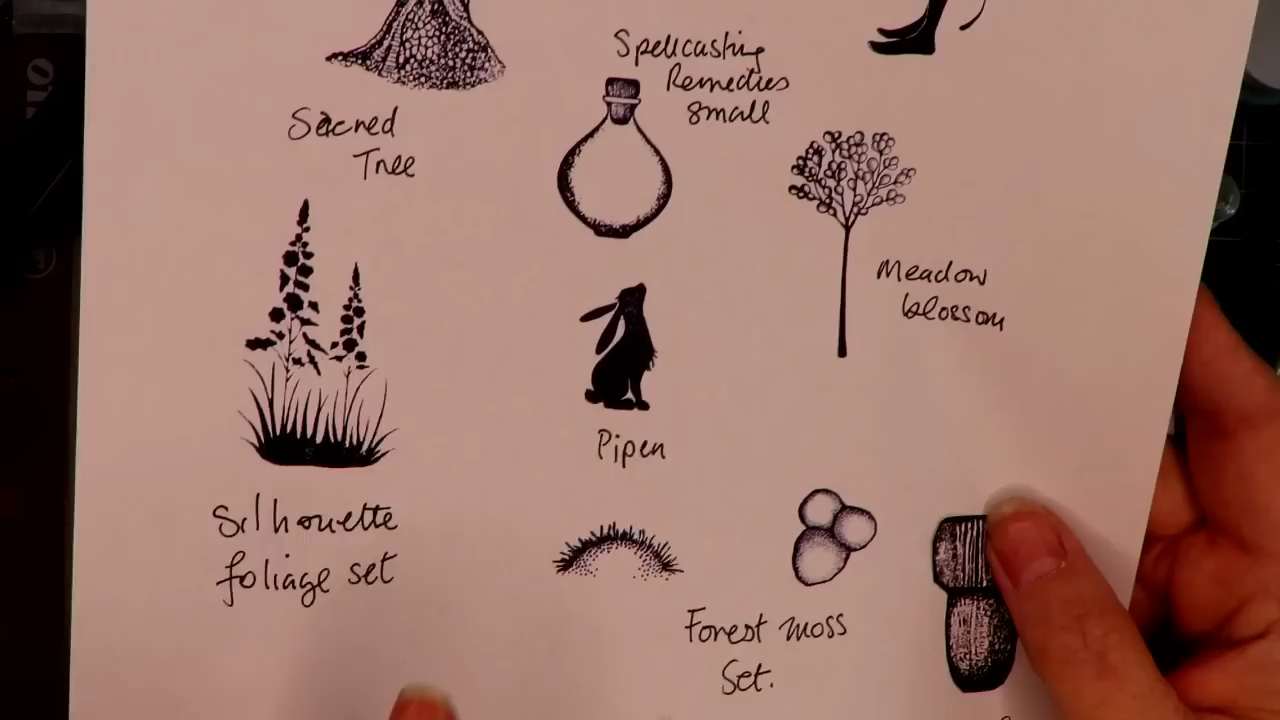 Spellcasting
Remedies
small
Sacred
Tree
Meadow
blossom
Pipen
Silhouette
foliage set
Forest moss
Set.